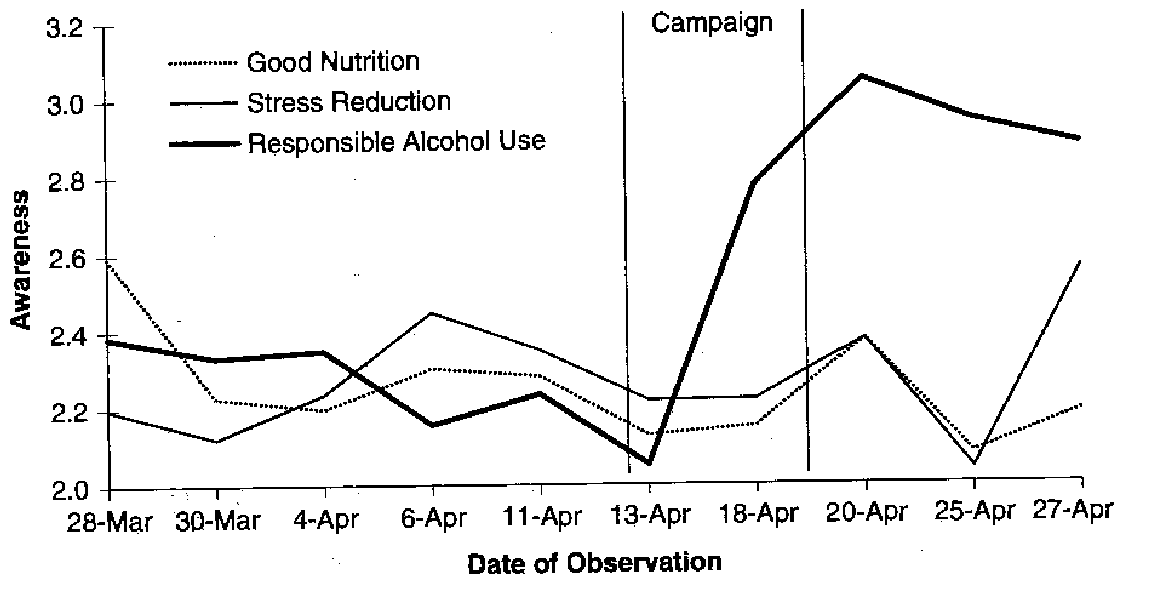 3.2
3.0
2.8
2.6
2.4
2.2
2.0
Awareness
Campaign
Good Nutrition
Stress Reduction
Responsible Alcohol Use
28-Mar 30-Mar 4-Apr 6-Apr 11-Apr 13-Apr 18-Apr 20-Apr 25-Apr 27-Apr
Date of Observation